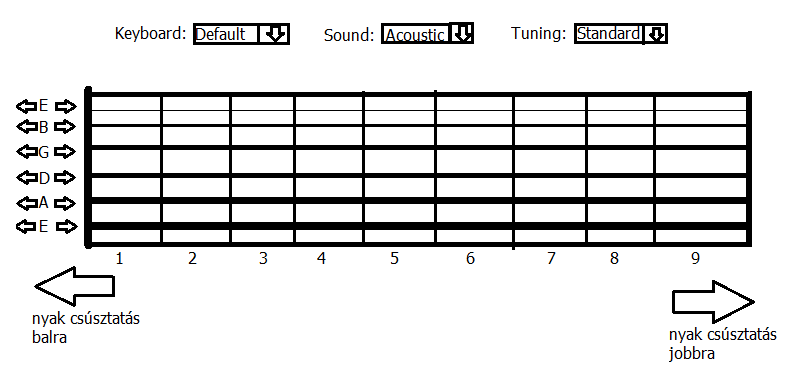 Keyboard: Default Sound: Acoustic Tuning: Standard
E
B
G
D
A
E
1 2 3 4 5 6 7 8 9
nyak csúsztatás
balra
nyak csúsztatás
jobbra